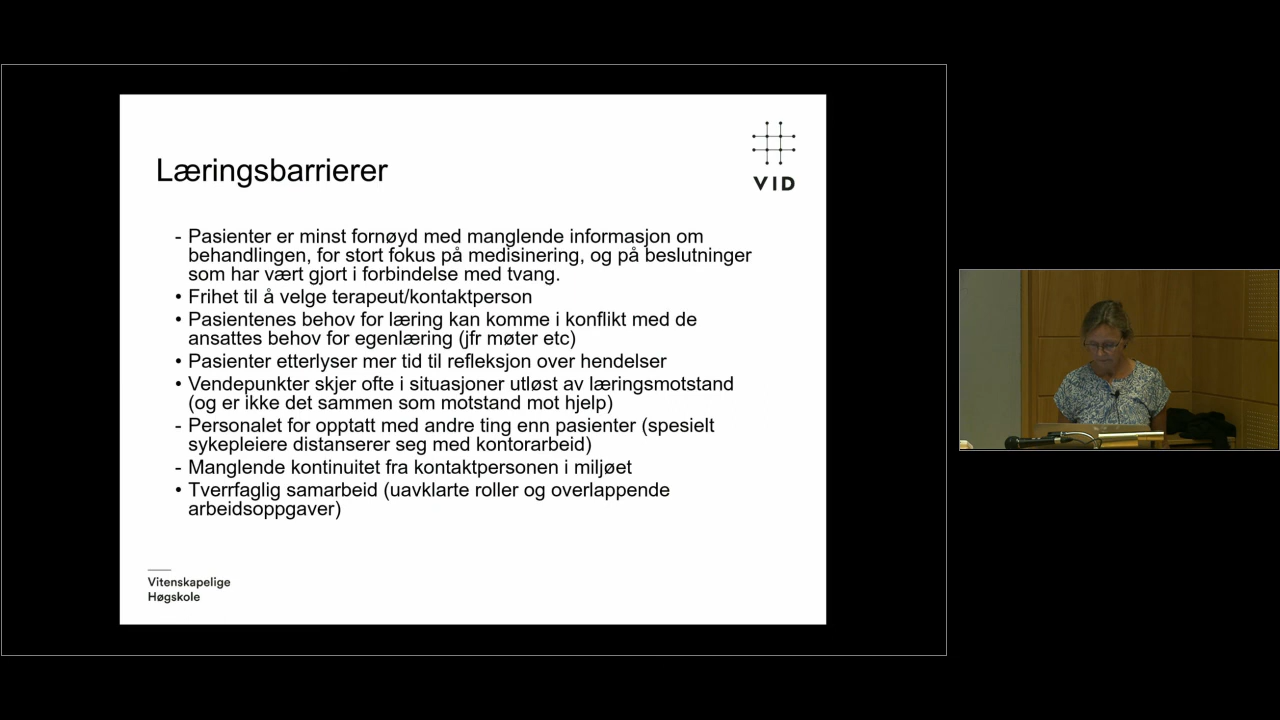 VID
Læringsbarrierer
- Pasienter er minst fornøyd med manglende informasjon om
behandlingen, for stort fokus på medisinering, og på beslutninger
som har vært gjort i forbindelse med tvang.
• Frihet til å velge terapeut/kontaktperson
• Pasientenes behov for læring kan komme i konflikt med de
ansattes behov for egenlæring (jfr møter etc)
• Pasienter etterlyser mer tid til refleksjon over hendelser
• Vendepunkter skjer ofte i situasjoner utløst av læringsmotstand
(og er ikke det sammen som motstand mot hjelp)
- Personalet for opptatt med andre ting enn pasienter (spesielt
sykepleiere distanserer seg med kontorarbeid)
- Manglende kontinuitet fra kontaktpersonen i miljøet
• Tverrfaglig samarbeid (uavklarte roller og overlappende
arbeidsoppgaver)
Vitenskapelige
Høgskole